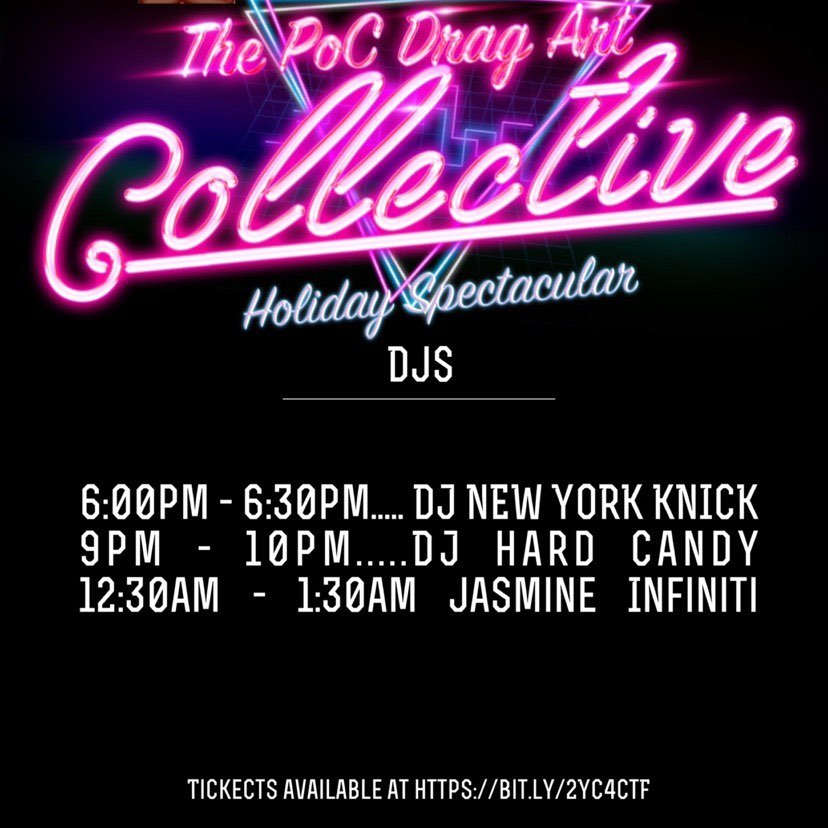 The PoC Drag Art
Collective
Holiday Spectacular
DJS
6:00PM - 6:30PM..... DJ NEW YORK KNICK
9PM - 10PM.....DJ HARD CANDY
12:30AM - 1:30AM JASMINE INFINITI
TICKECTS AVAILABLE AT HTTPS://BIT.LY/2YC4CTF